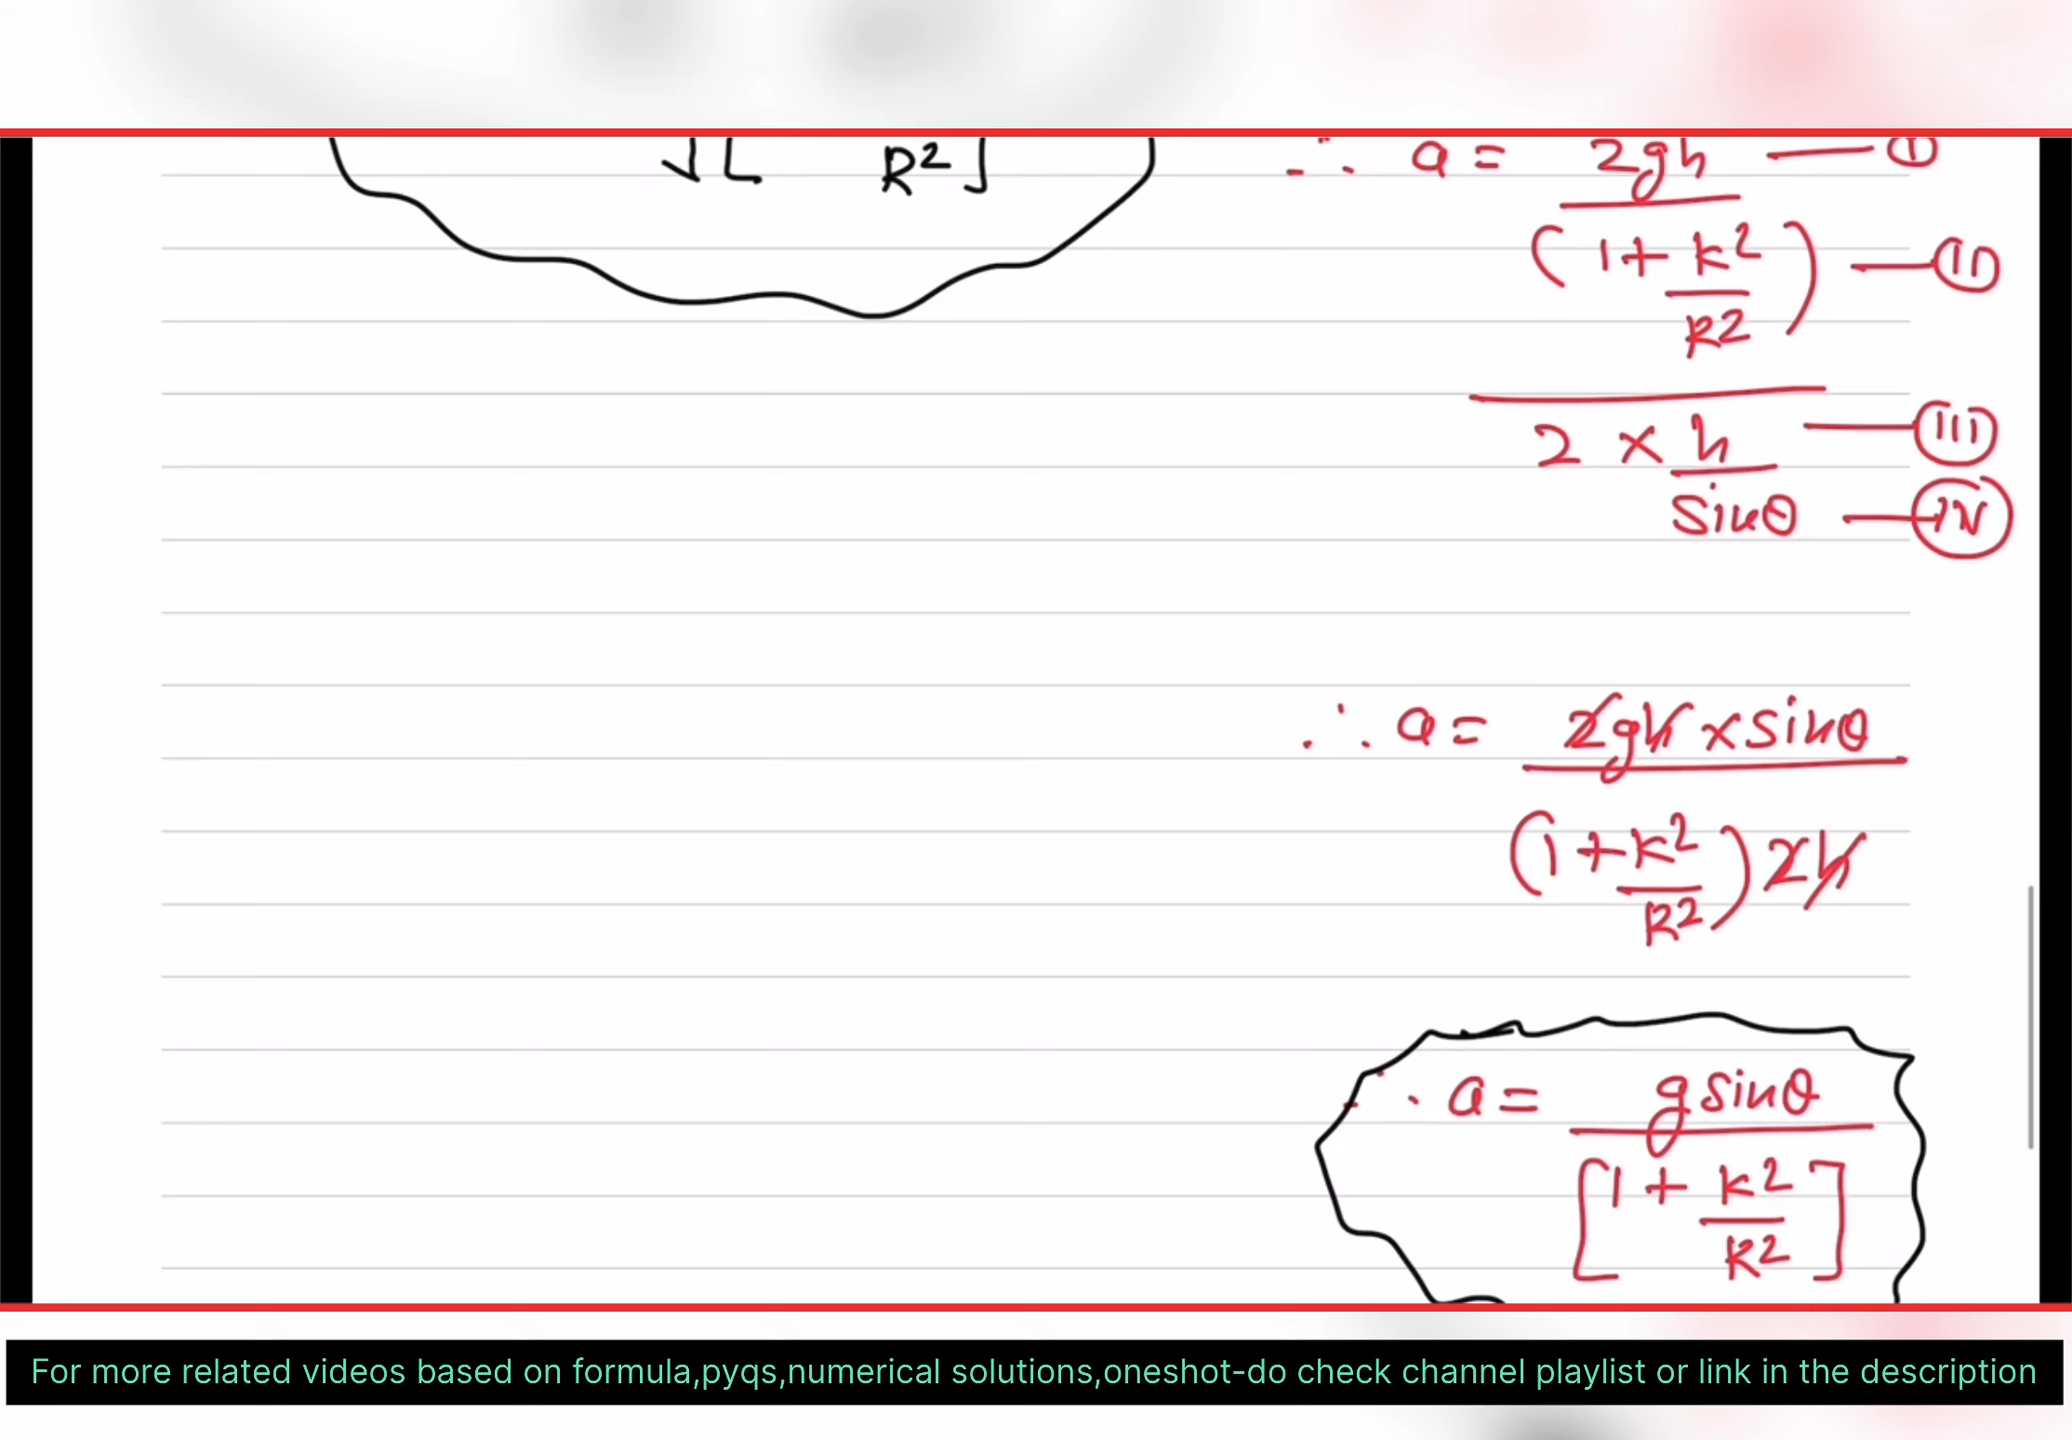 √[ R²]
∴ a = 2gh — (I)
(1 + K²/R²) — (II)
2 × h — (III)
sinθ — (IV)
∴ a = 2gh × sinθ
(1 + K²/R²) 2h
∴ a = g sinθ
[1 + K²/R²]
For more related videos based on formula,pyqs,numerical solutions,oneshot-do check channel playlist or link in the description